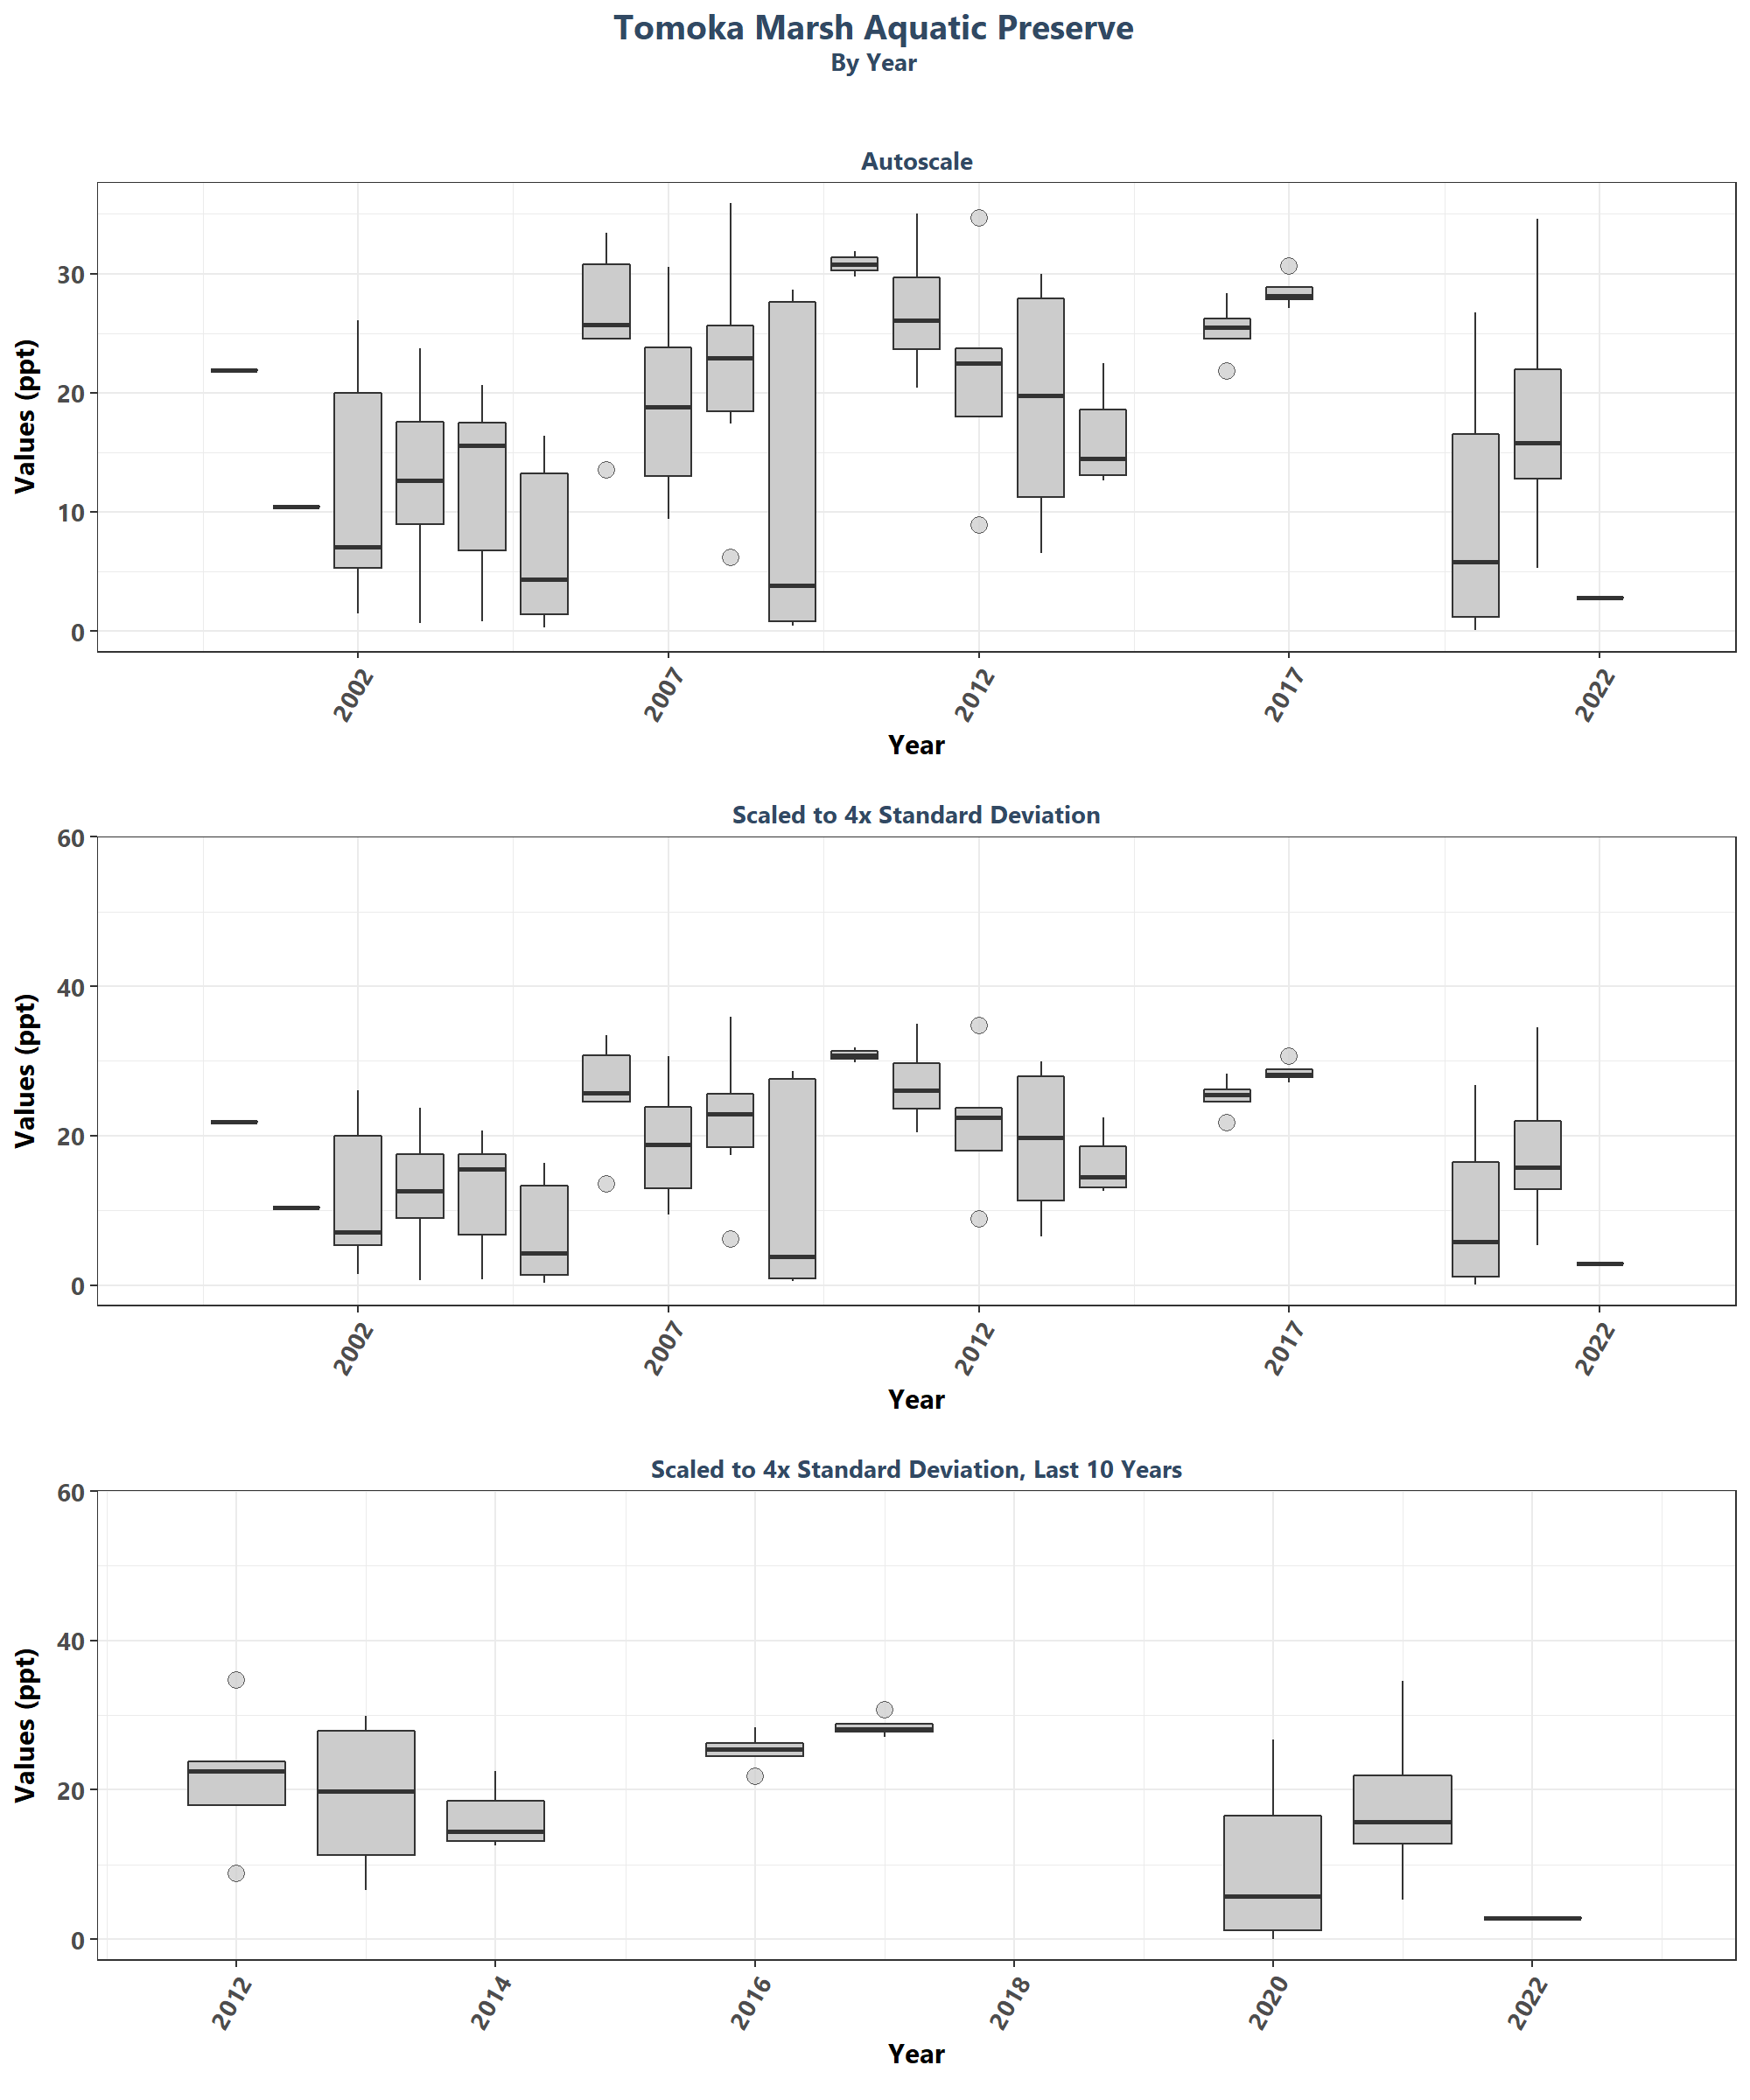 Tomoka Marsh Aquatic Preserve
By Year
Autoscale
Values (ppt)
30
20
10
0
2002 2007 2012 2017 2022
Year
Scaled to 4x Standard Deviation
Values (ppt)
60
40
20
0
2002 2007 2012 2017 2022
Year
Scaled to 4x Standard Deviation, Last 10 Years
Values (ppt)
60
40
20
0
2012 2014 2016 2018 2020 2022
Year